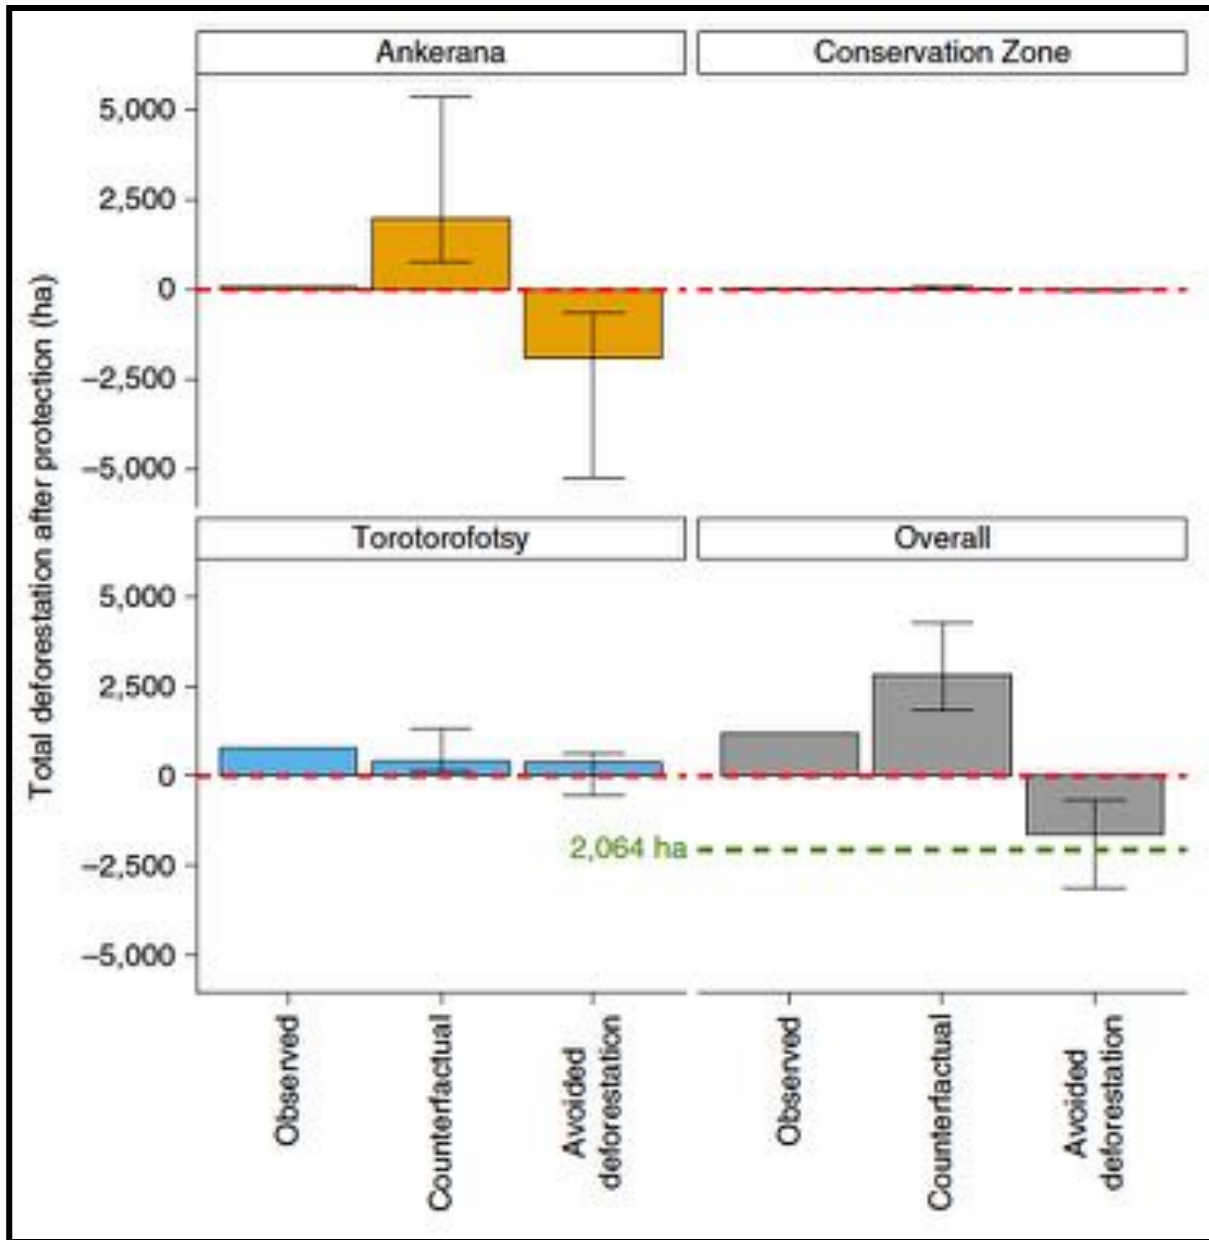 Total deforestation after protection (ha)
Ankerana
Conservation Zone
5,000
2,500
0
−2,500
−5,000
Torotorofotsy
Overall
5,000
2,500
0
−2,500
−5,000
2,064 ha
Observed
Counterfactual
Avoided
deforestation
Observed
Counterfactual
Avoided
deforestation